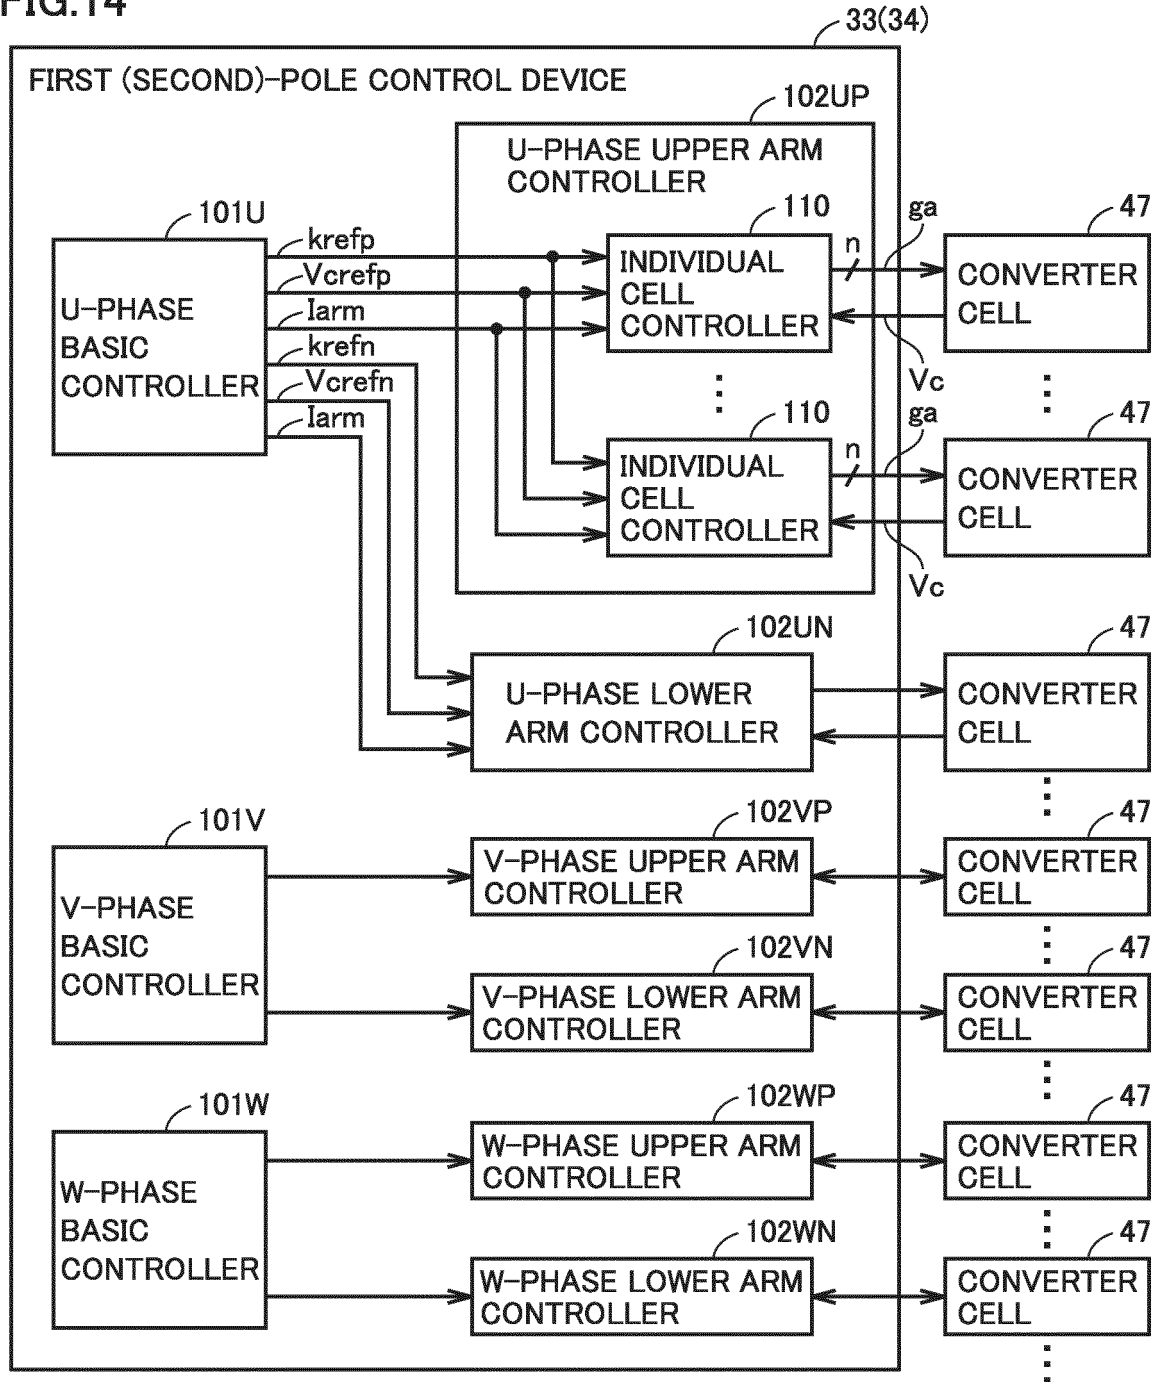 FIG.14
33(34)
FIRST (SECOND)-POLE CONTROL DEVICE
102UP
U-PHASE UPPER ARM
CONTROLLER
101U
U-PHASE
BASIC
CONTROLLER
krefp
Vcrefp
Iarm
krefn
Vcrefn
Iarm
110
INDIVIDUAL
CELL
CONTROLLER
n
ga
Vc
47
CONVERTER
CELL
110
INDIVIDUAL
CELL
CONTROLLER
n
ga
Vc
47
CONVERTER
CELL
102UN
U-PHASE LOWER
ARM CONTROLLER
47
CONVERTER
CELL
101V
V-PHASE
BASIC
CONTROLLER
102VP
V-PHASE UPPER ARM
CONTROLLER
47
CONVERTER
CELL
102VN
V-PHASE LOWER ARM
CONTROLLER
47
CONVERTER
CELL
101W
W-PHASE
BASIC
CONTROLLER
102WP
W-PHASE UPPER ARM
CONTROLLER
47
CONVERTER
CELL
102WN
W-PHASE LOWER ARM
CONTROLLER
47
CONVERTER
CELL